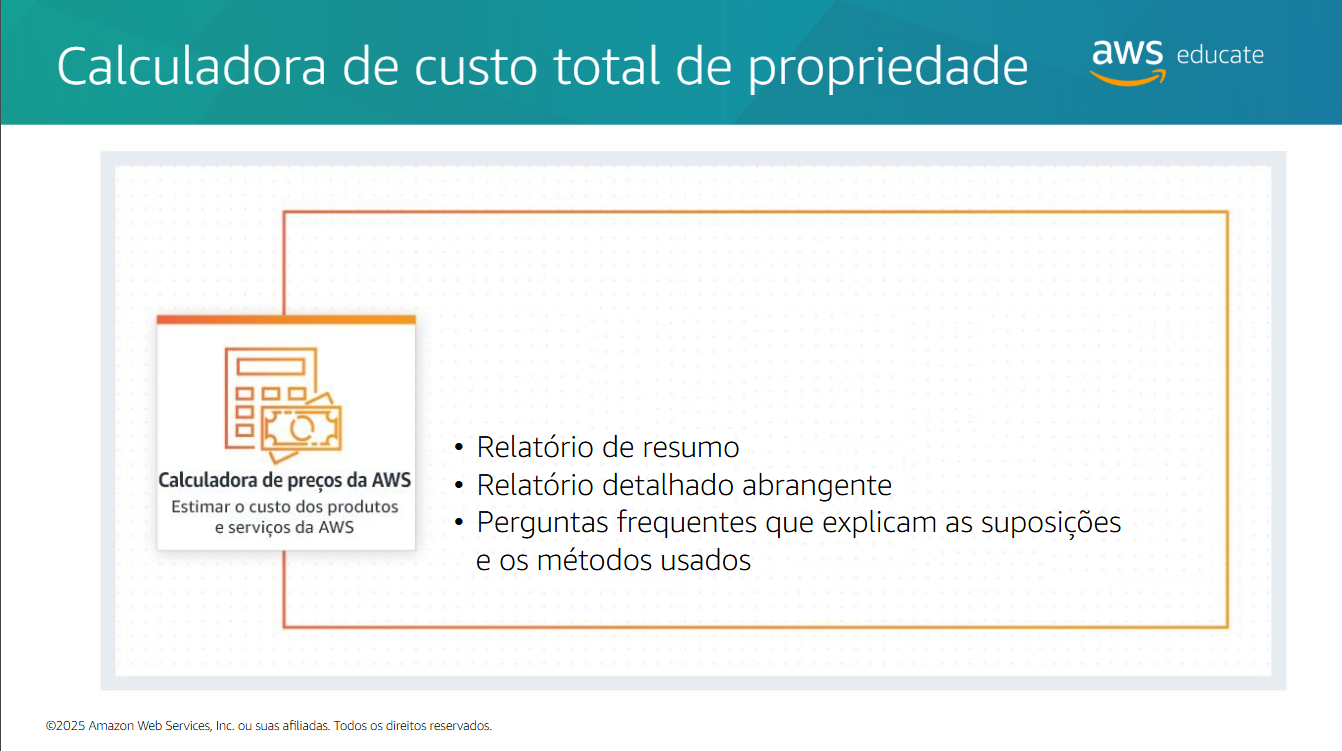 Calculadora de custo total de propriedade
aws educate
Calculadora de preços da AWS
Estimar o custo dos produtos
e serviços da AWS
• Relatório de resumo
• Relatório detalhado abrangente
• Perguntas frequentes que explicam as suposições
e os métodos usados
©2025 Amazon Web Services, Inc. ou suas afiliadas. Todos os direitos reservados.